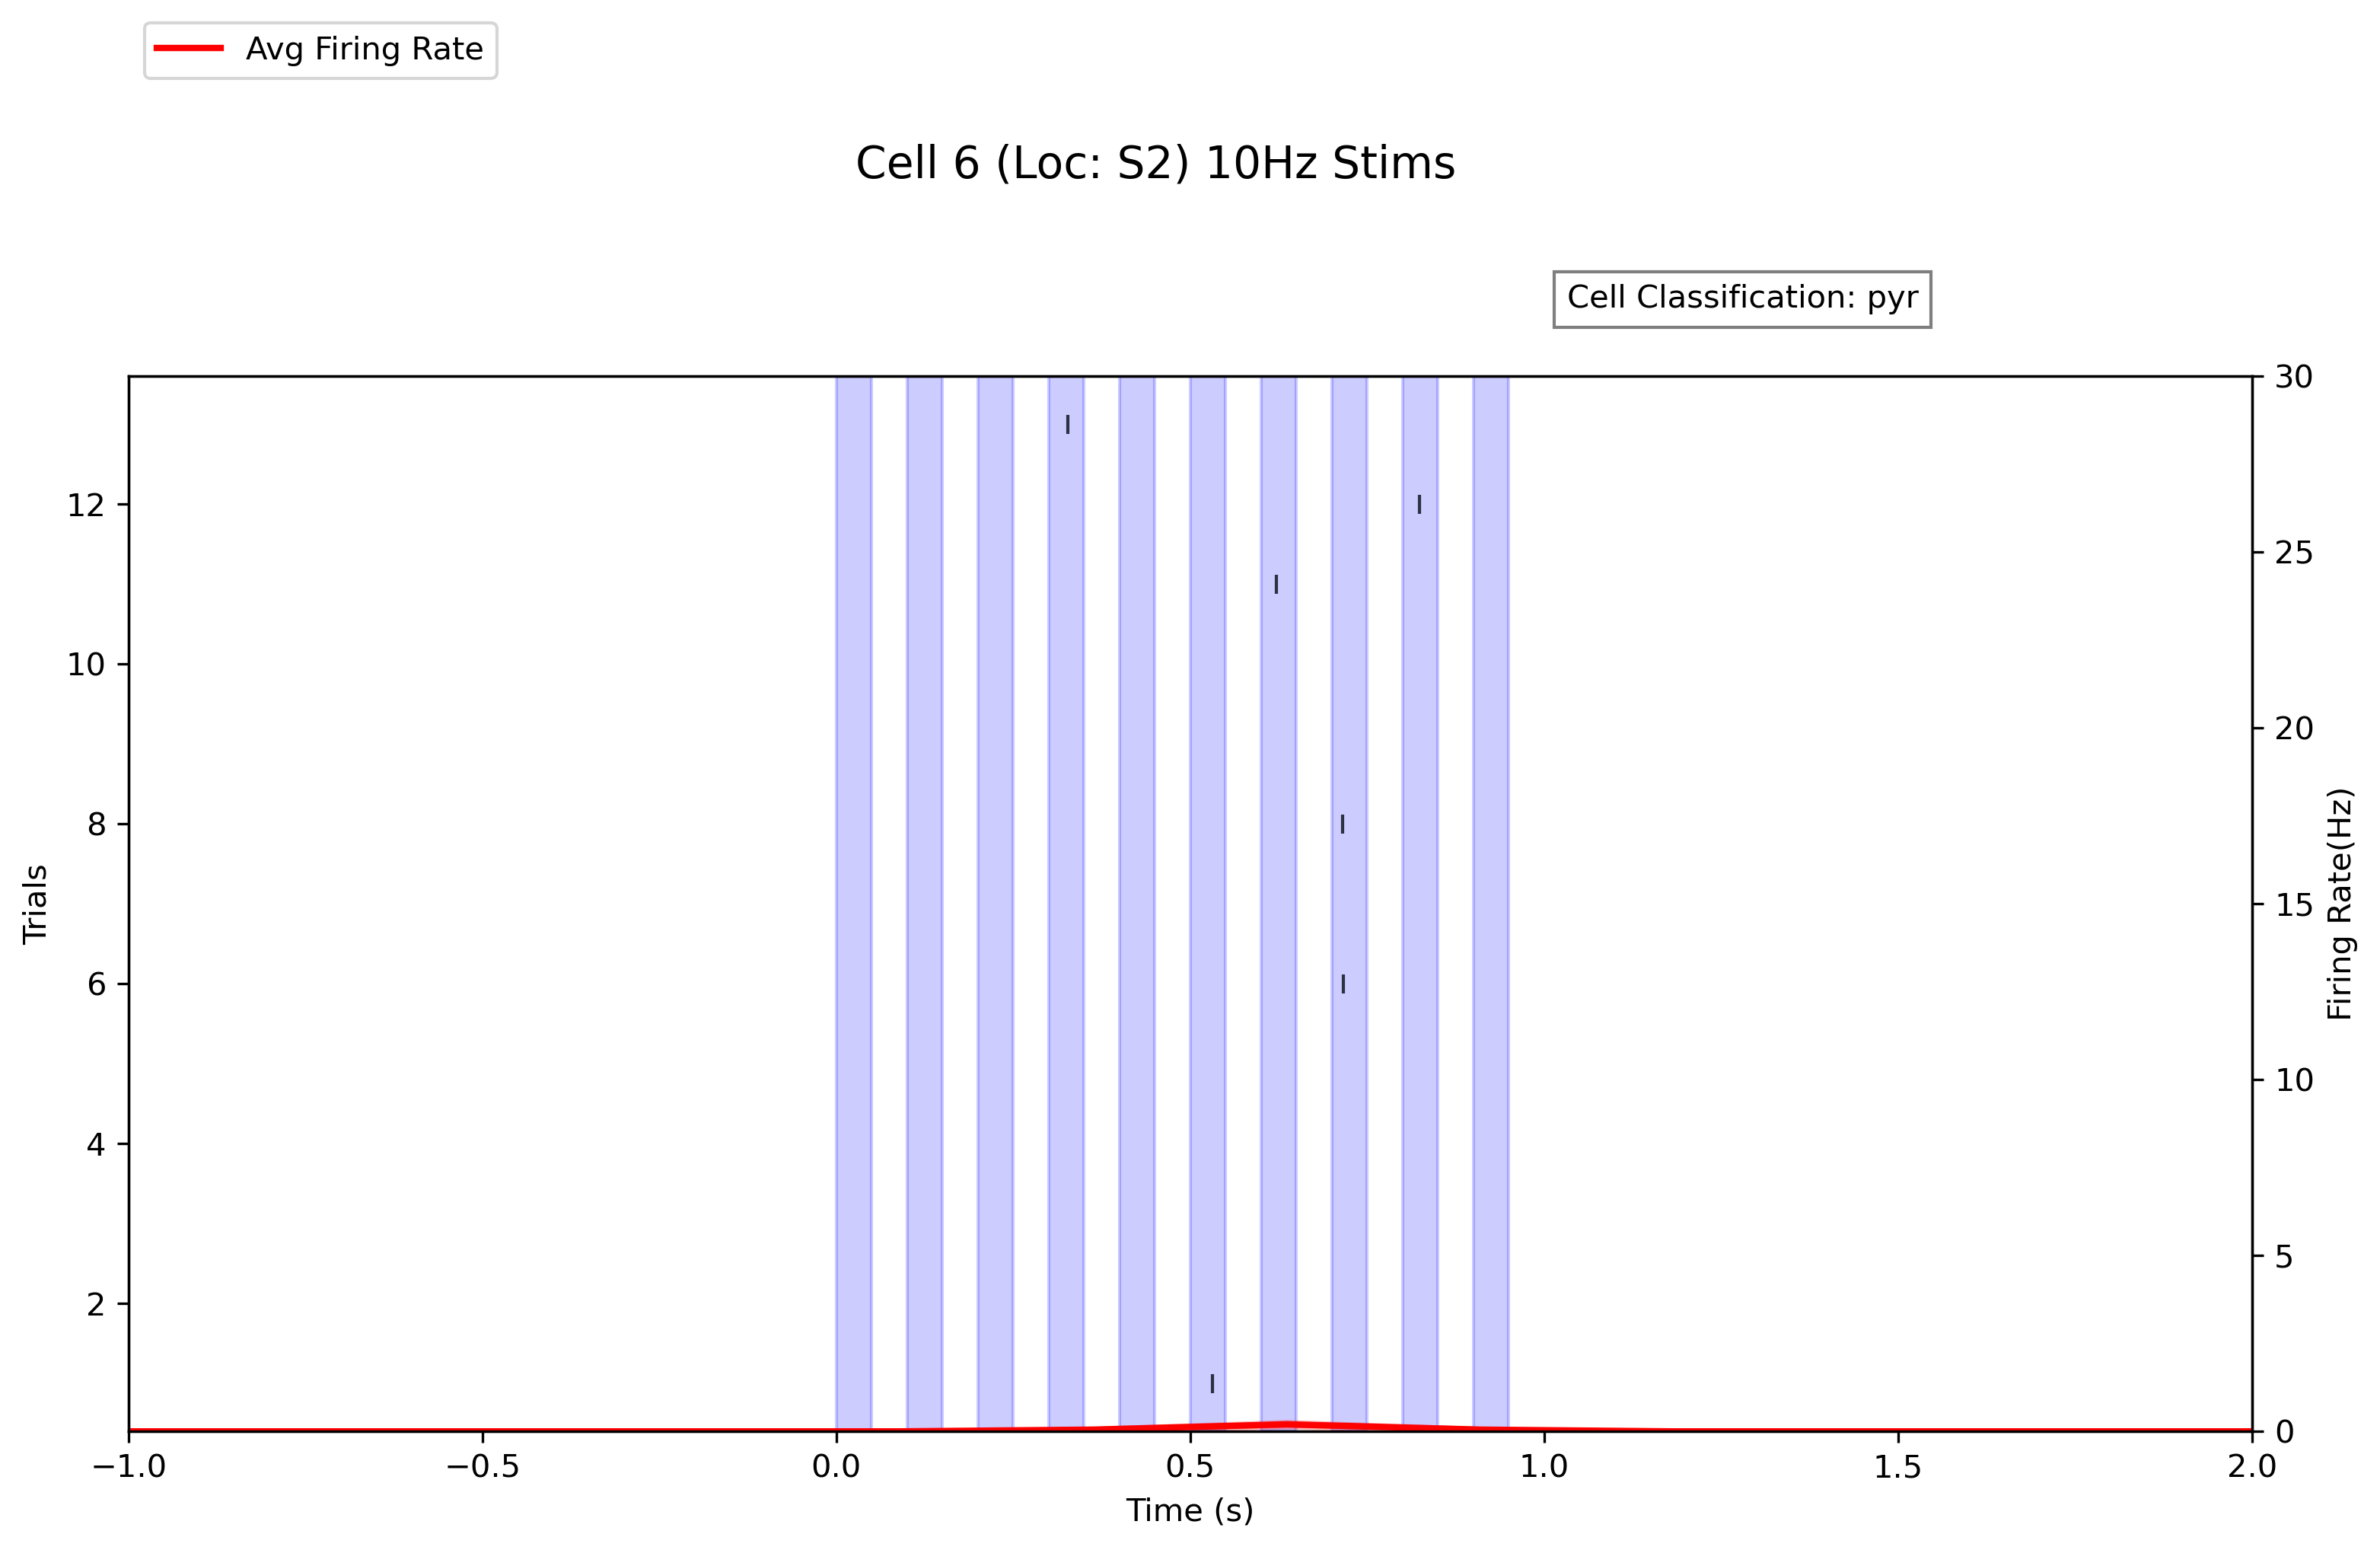 Avg Firing Rate
Cell 6 (Loc: S2) 10Hz Stims
Cell Classification: pyr
Trials
12
10
8
6
4
2
30
25
20
15
10
5
0
Firing Rate(Hz)
−1.0 −0.5 0.0 0.5 1.0 1.5 2.0
Time (s)